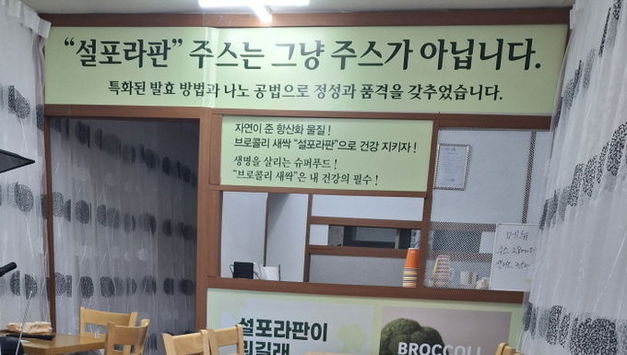 “설포라판” 주스는 그냥 주스가 아닙니다.
특화된 발효 방법과 나노 공법으로 정성과 품격을 갖추었습니다.
자연이 준 항산화 물질!
브로콜리 새싹 “설포라판”으로 건강 지키자!
생명을 살리는 슈퍼푸드!
“브로콜리 새싹”은 내 건강의 필수!
메뉴
설포라판이
BROCCOLI